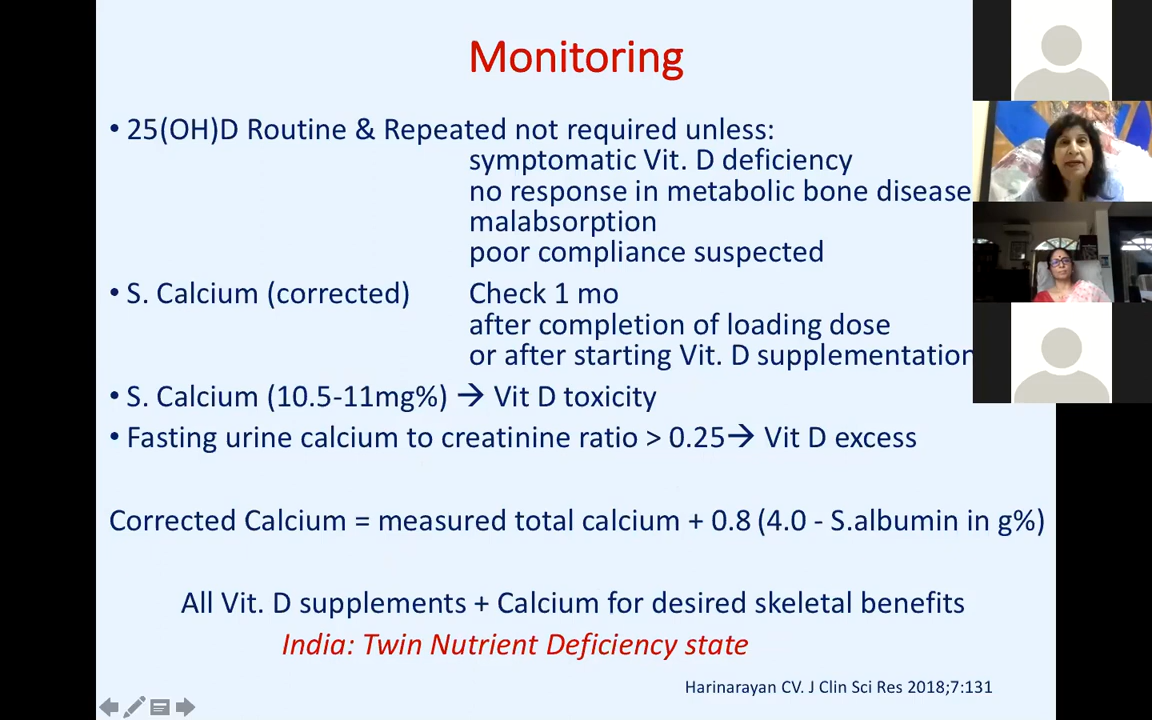 Monitoring
• 25(OH)D Routine & Repeated not required unless:
symptomatic Vit. D deficiency
no response in metabolic bone disease
malabsorption
poor compliance suspected
• S. Calcium (corrected) Check 1 mo
after completion of loading dose
or after starting Vit. D supplementation
• S. Calcium (10.5-11mg%) → Vit D toxicity
• Fasting urine calcium to creatinine ratio > 0.25→ Vit D excess
Corrected Calcium = measured total calcium + 0.8 (4.0 - S.albumin in g%)
All Vit. D supplements + Calcium for desired skeletal benefits
India: Twin Nutrient Deficiency state
Harinarayan CV. J Clin Sci Res 2018;7:131